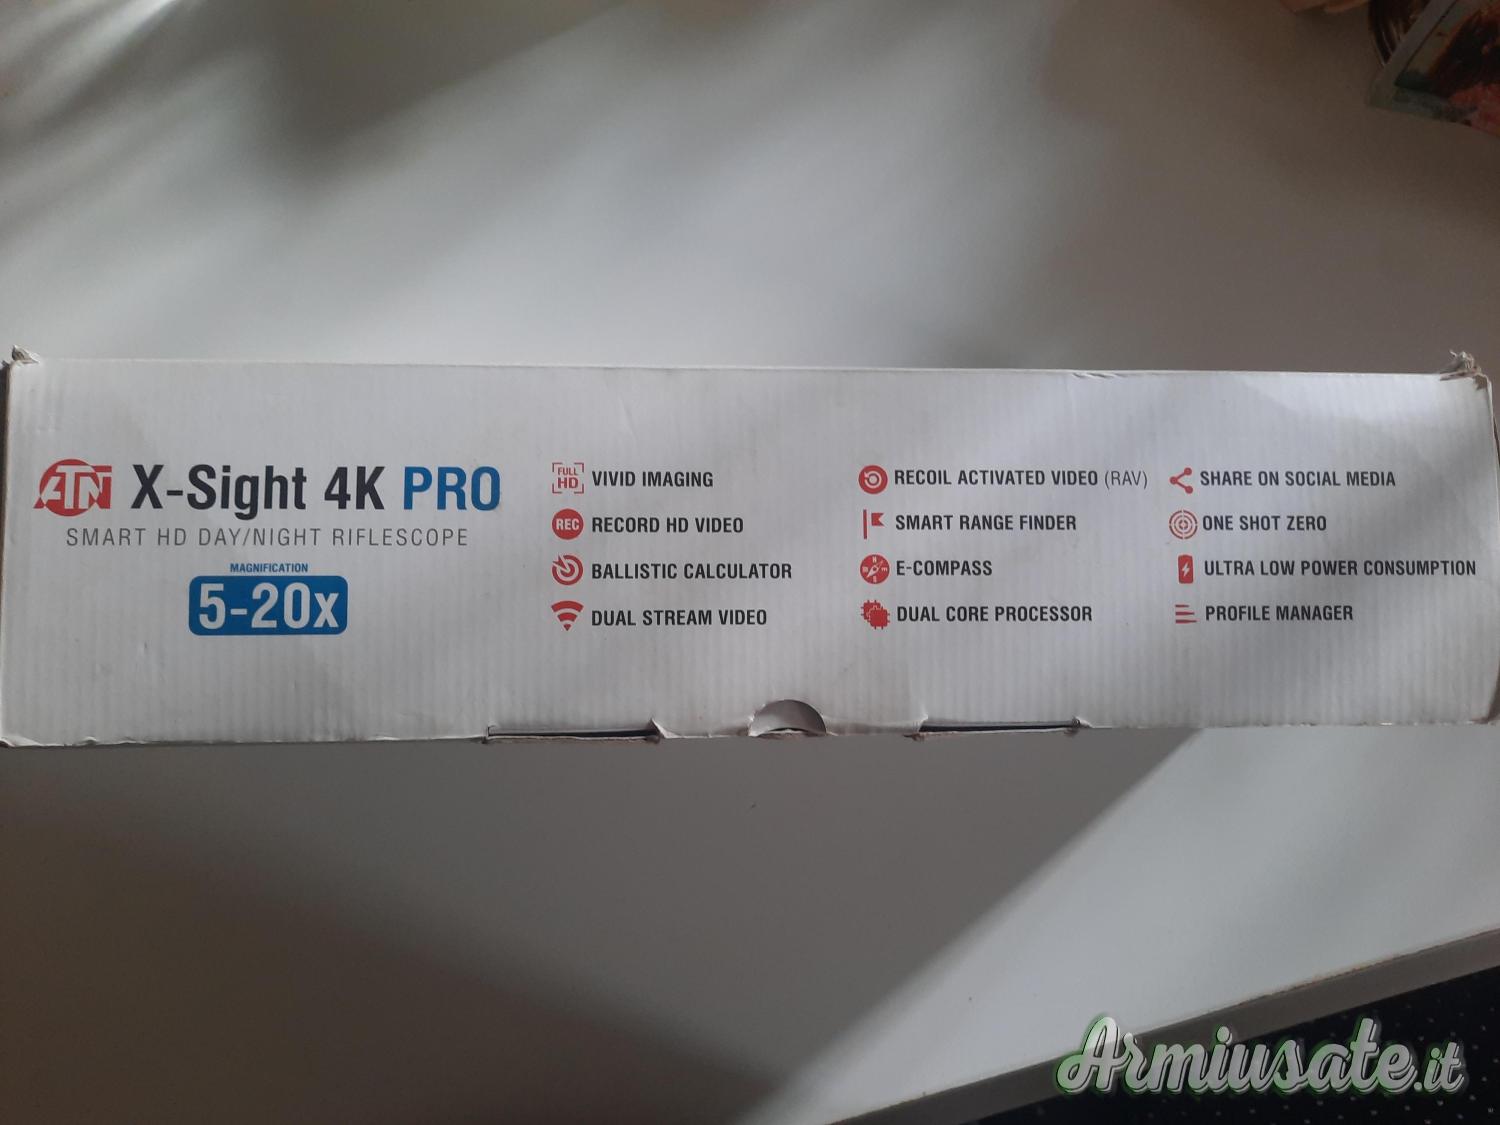 ATN X-Sight 4K PRO
SMART HD DAY/NIGHT RIFLESCOPE
MAGNIFICATION
5-20x
FULL HD VIVID IMAGING
REC RECORD HD VIDEO
BALLISTIC CALCULATOR
DUAL STREAM VIDEO
RECOIL ACTIVATED VIDEO (RAV)
SMART RANGE FINDER
E-COMPASS
DUAL CORE PROCESSOR
SHARE ON SOCIAL MEDIA
ONE SHOT ZERO
ULTRA LOW POWER CONSUMPTION
PROFILE MANAGER
Armiusate.it